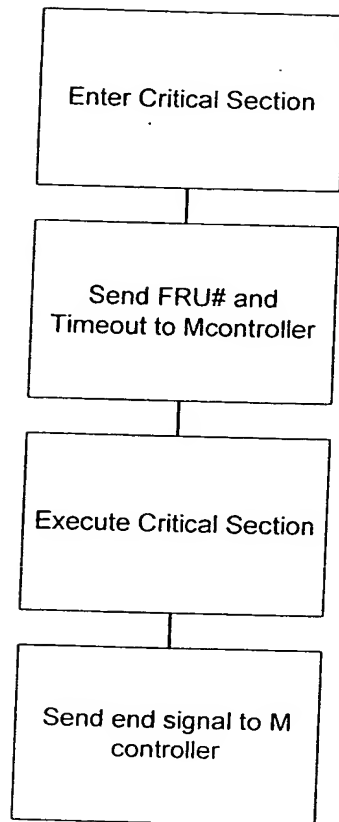 Enter Critical Section
Send FRU# and
Timeout to Mcontroller
Execute Critical Section
Send end signal to M
controller